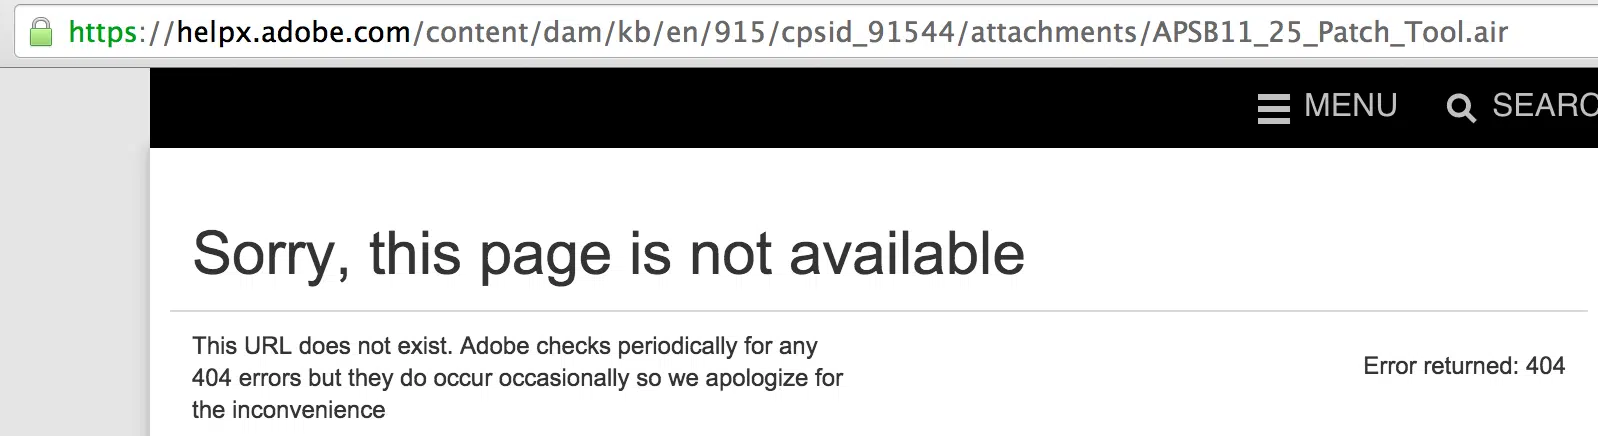 https://helpx.adobe.com/content/dam/kb/en/915/cpsid_91544/attachments/APSB11_25_Patch_Tool.air
MENU SEARC
Sorry, this page is not available
This URL does not exist. Adobe checks periodically for any
404 errors but they do occur occasionally so we apologize for
the inconvenience
Error returned: 404